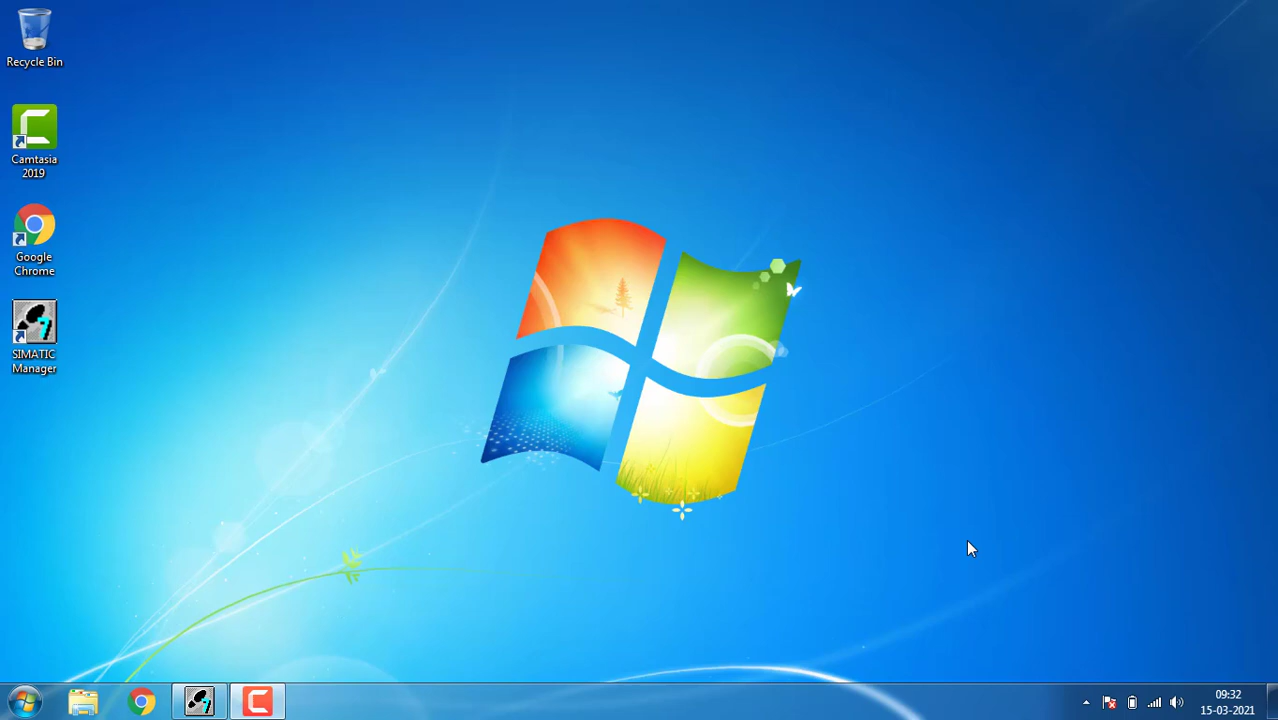 Recycle Bin
Camtasia
2019
Google
Chrome
SIMATIC
Manager
09:32
15-03-2021